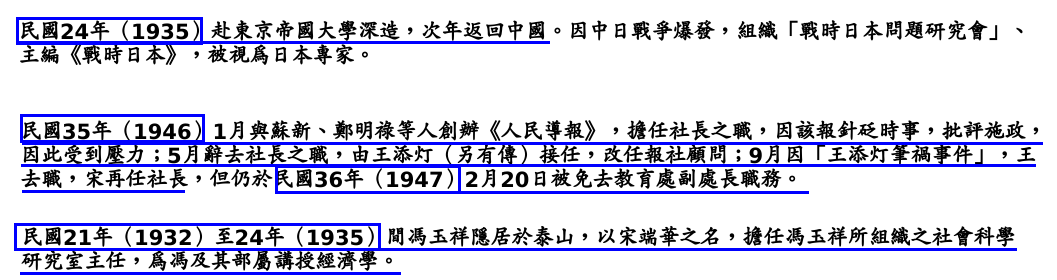 民國24年（1935）赴東京帝國大學深造，次年返回中國。因中日戰爭爆發，組織「戰時日本問題研究會」、
主編《戰時日本》，被視爲日本專家。
民國35年（1946）1月與蘇新、鄭明祿等人創辦《人民導報》，擔任社長之職，因該報針砭時事，批評施政，
因此受到壓力；5月辭去社長之職，由王添灯（另有傳）接任，改任報社顧問；9月因「王添灯筆禍事件」，王
去職，宋再任社長，但仍於民國36年（1947）2月20日被免去教育處副處長職務。
民國21年（1932）至24年（1935）間馮玉祥隱居於泰山，以宋端華之名，擔任馮玉祥所組織之社會科學
研究室主任，爲馮及其部屬講授經濟學。